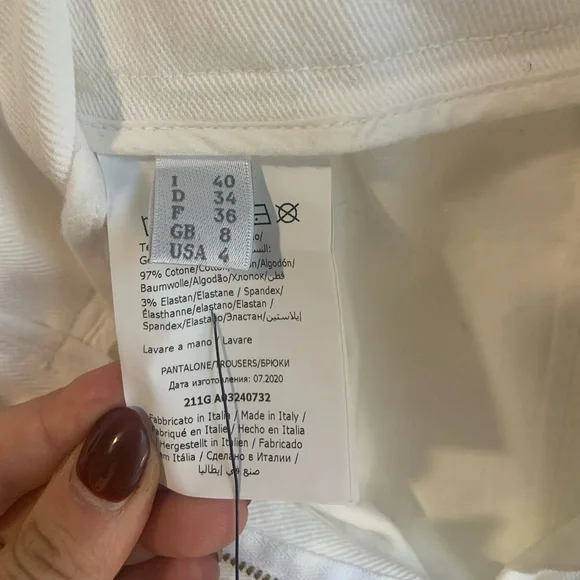 I 40
D 34
F 36
GB 8
USA 4
97% Cotone/ /Algodón/
Baumwolle/Algodão/Хлопок/قطن
3% Elastan/Elastane / Spandex/
Élasthanne/elastano/Elastan /
Spandex/Elastano/Эластан/إيلاستين/
Lavare a mano / Lavare
PANTALONE/TROUSERS/БРЮКИ
Дата изготовления: 07.2020
211G A03240732
Fabbricato in Italia / Made in Italy /
Fabriqué en Italie/ Hecho en Italia
/ Hergestellt in Italien / Fabricado
em Itália / Сделано в Италии /
صنع في إيطاليا